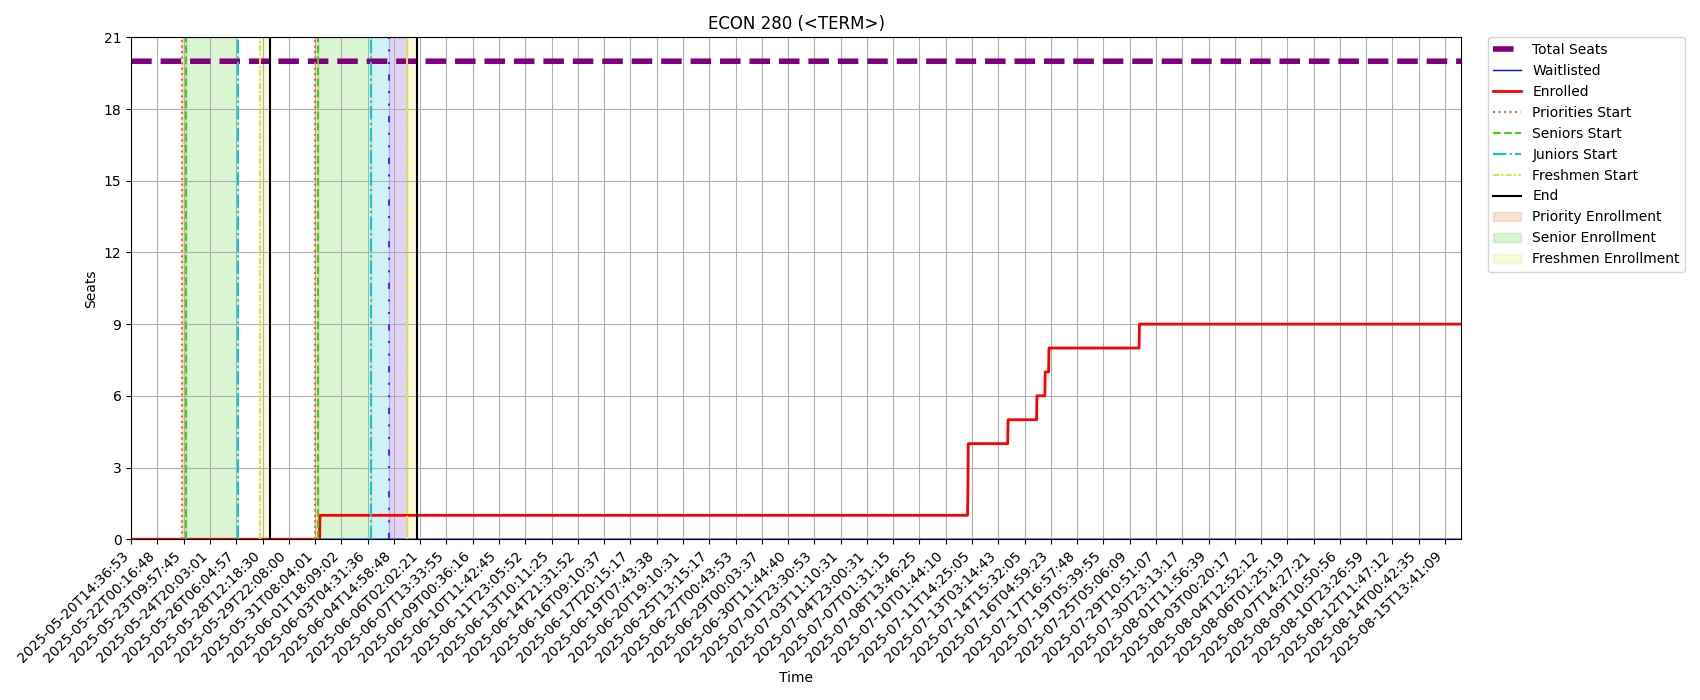 ECON 280 (<TERM>)
21
18
15
12
9
6
3
0
Seats
2025-05-20T14:36:53
2025-05-22T00:16:48
2025-05-23T09:57:45
2025-05-24T20:03:01
2025-05-26T06:04:57
2025-05-28T12:18:30
2025-05-29T22:08:00
2025-05-31T08:04:01
2025-06-01T18:09:02
2025-06-03T04:31:36
2025-06-04T14:58:48
2025-06-06T02:02:21
2025-06-07T13:33:55
2025-06-09T00:36:16
2025-06-10T11:42:45
2025-06-11T23:05:52
2025-06-13T10:11:25
2025-06-14T21:31:52
2025-06-16T09:10:37
2025-06-17T20:15:17
2025-06-19T07:43:38
2025-06-20T19:10:31
2025-06-25T13:15:17
2025-06-27T00:43:53
2025-06-29T00:03:37
2025-06-30T11:44:40
2025-07-01T23:30:53
2025-07-03T11:10:31
2025-07-04T23:00:31
2025-07-07T01:31:15
2025-07-08T13:46:25
2025-07-10T01:44:10
2025-07-11T14:25:05
2025-07-13T03:14:43
2025-07-14T15:32:05
2025-07-16T04:59:23
2025-07-17T16:57:48
2025-07-19T05:39:55
2025-07-25T05:06:09
2025-07-29T10:51:07
2025-07-30T23:13:17
2025-08-01T11:56:39
2025-08-03T00:20:17
2025-08-04T12:52:12
2025-08-06T01:25:19
2025-08-07T14:27:21
2025-08-09T10:50:56
2025-08-10T23:26:59
2025-08-12T11:47:12
2025-08-14T00:42:35
2025-08-15T13:41:09
Time
Total Seats
Waitlisted
Enrolled
Priorities Start
Seniors Start
Juniors Start
Freshmen Start
End
Priority Enrollment
Senior Enrollment
Freshmen Enrollment